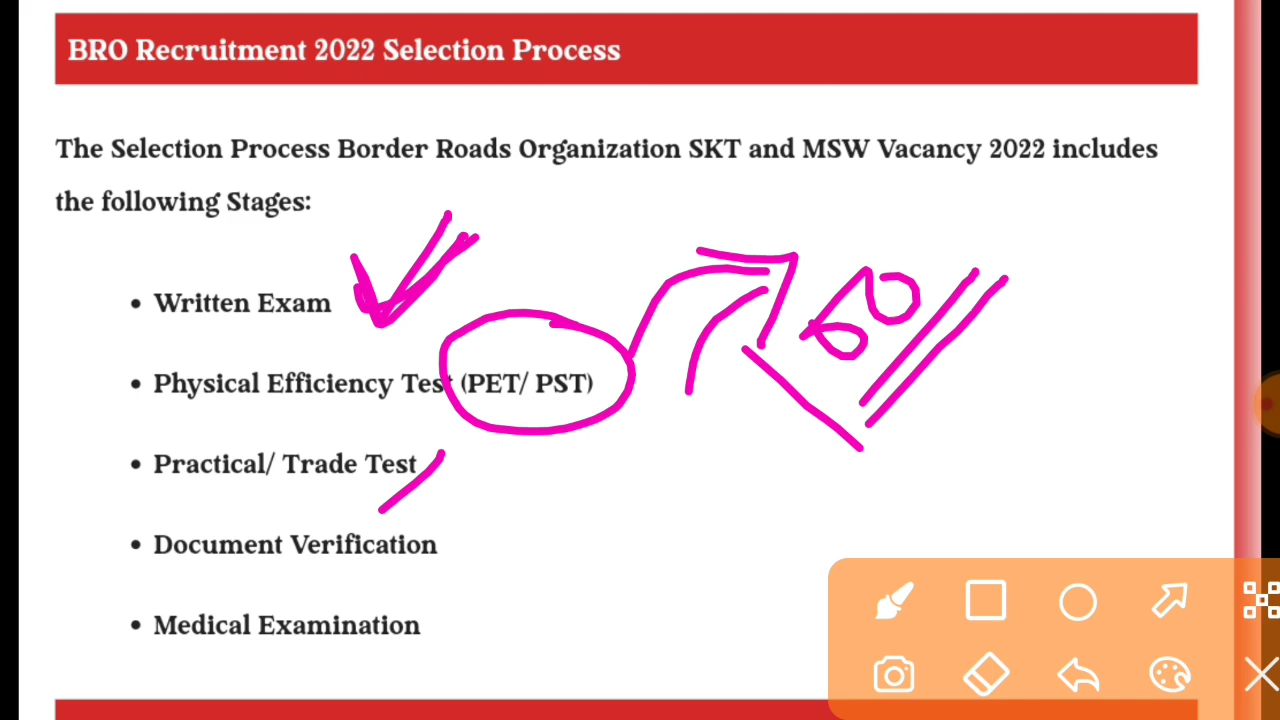 BRO Recruitment 2022 Selection Process
The Selection Process Border Roads Organization SKT and MSW Vacancy 2022 includes
the following Stages:
• Written Exam
• Physical Efficiency Test (PET/ PST)
• Practical/ Trade Test
• Document Verification
• Medical Examination